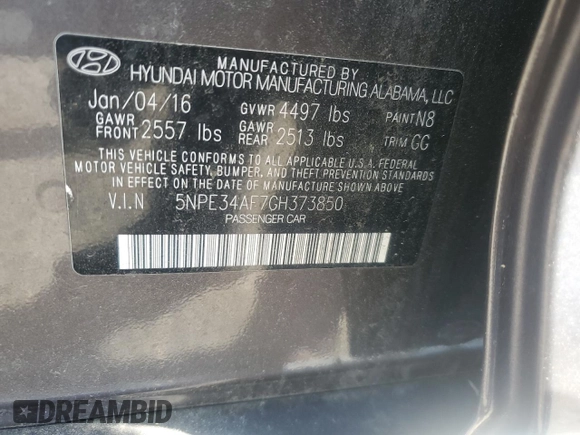 MANUFACTURED BY
HYUNDAI MOTOR MANUFACTURING ALABAMA, LLC
Jan/04/16 GVWR 4497 lbs PAINT N8
GAWR FRONT 2557 lbs GAWR REAR 2513 lbs TRIM GG
THIS VEHICLE CONFORMS TO ALL APPLICABLE U.S.A. FEDERAL
MOTOR VEHICLE SAFETY, BUMPER, AND THEFT PREVENTION STANDARDS
IN EFFECT ON THE DATE OF MANUFACTURE SHOWN ABOVE.
V.I.N 5NPE34AF7GH373850
PASSENGER CAR
DREAMBID